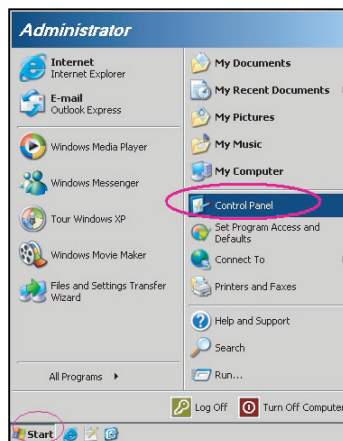 Administrator
Internet
Internet Explorer
E-mail
Outlook Express
Windows Media Player
Windows Messenger
Tour Windows XP
Windows Movie Maker
Files and Settings Transfer
Wizard
All Programs
My Documents
My Recent Documents
My Pictures
My Music
My Computer
Control Panel
Set Program Access and
Defaults
Connect To
Printers and Faxes
Help and Support
Search
Run...
Log Off
Turn Off Computer
Start